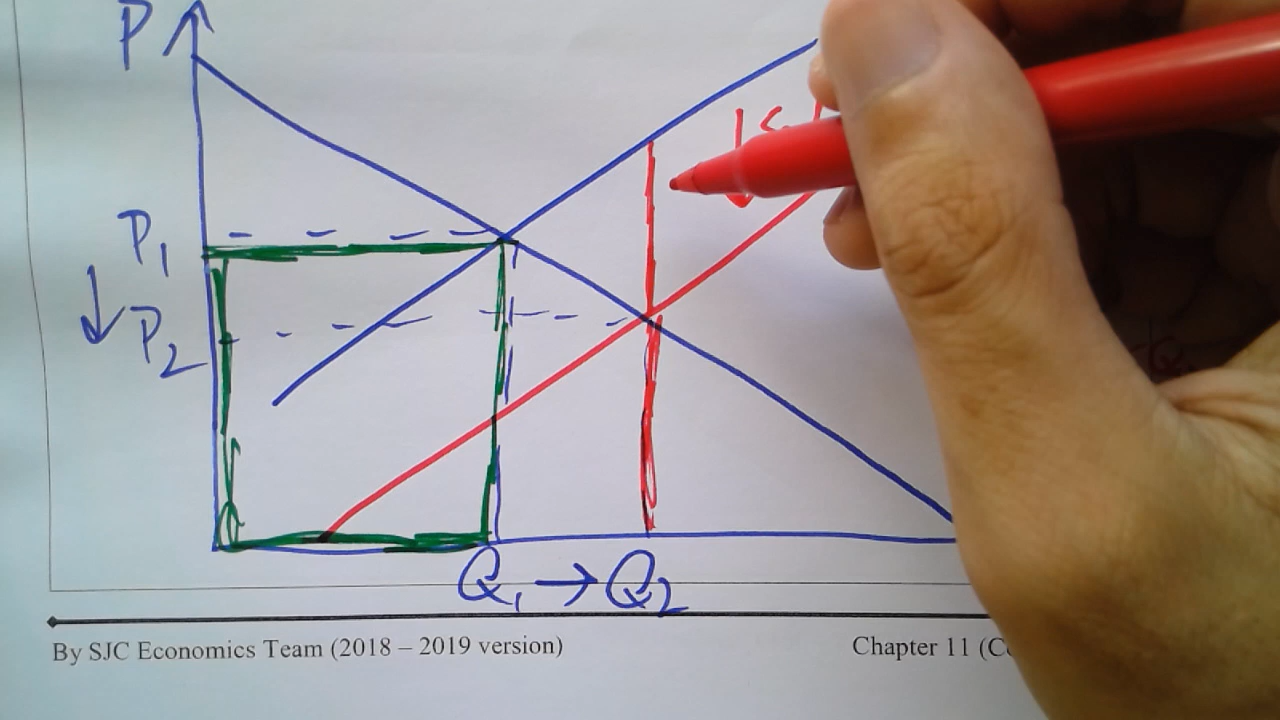 P
P1
↓
P2
Q1 → Q2
By SJC Economics Team (2018 – 2019 version)
Chapter 11